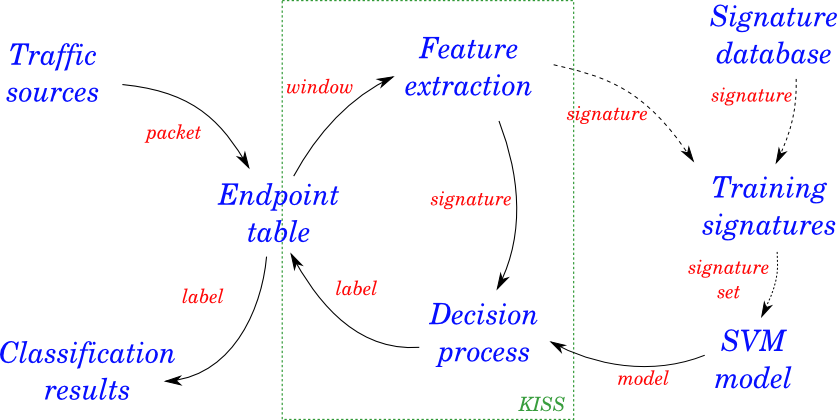 Traffic
sources
packet
Endpoint
table
window
Feature
extraction
signature
label
Decision
process
label
Classification
results
signature
Signature
database
signature
Training
signatures
signature
set
SVM
model
model
KISS